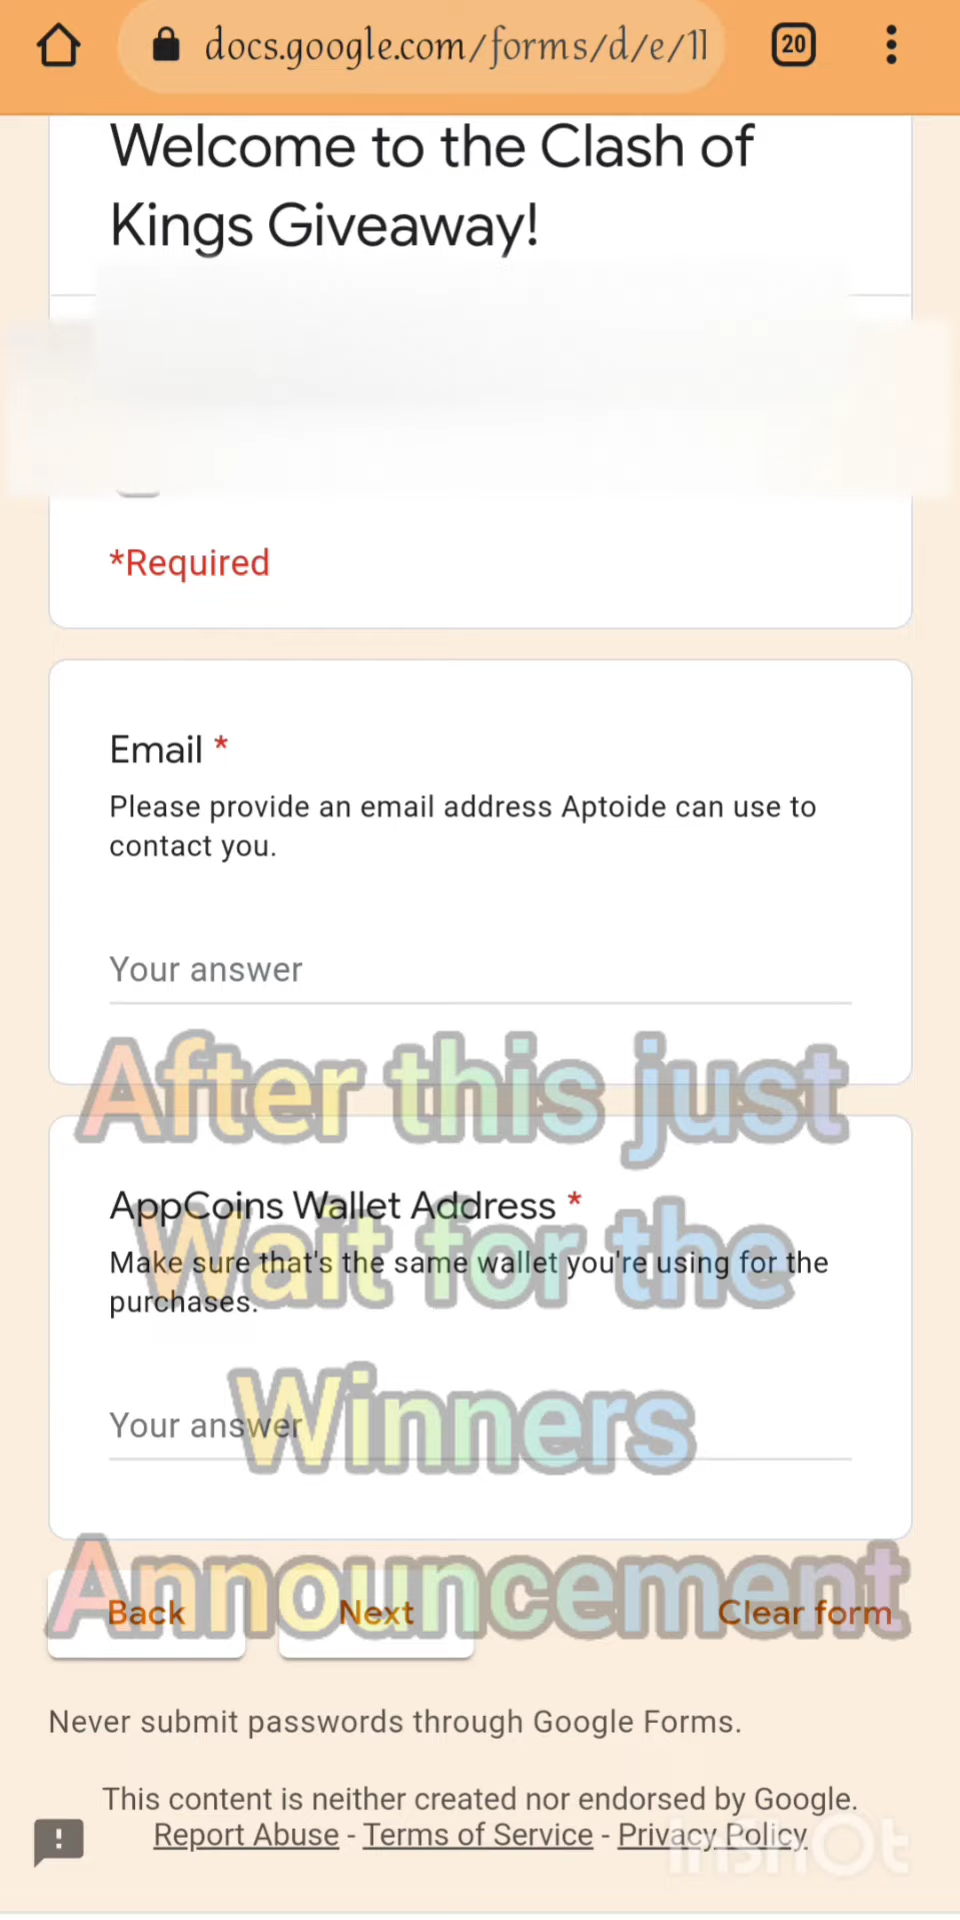 docs.google.com/forms/d/e/1l
20
Welcome to the Clash of
Kings Giveaway!
*Required
Email *
Please provide an email address Aptoide can use to
contact you.
Your answer
After this just
AppCoins Wallet Address *
Wait for the
Make sure that's the same wallet you're using for the
purchases.
Winners
Your answer
Announcement
Back
Next
Clear form
Never submit passwords through Google Forms.
This content is neither created nor endorsed by Google.
Report Abuse - Terms of Service - Privacy Policy
InShOt